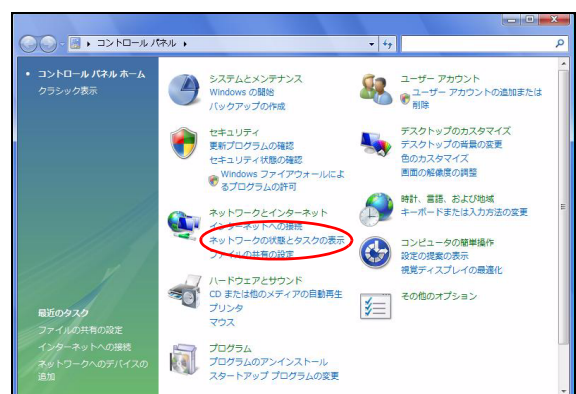 コントロール パネル
コントロール パネル ホーム
クラシック表示
システムとメンテナンス
Windows の開始
バックアップの作成
セキュリティ
更新プログラムの確認
セキュリティ状態の確認
Windows ファイアウォールによ
るプログラムの許可
ネットワークとインターネット
インターネットへの接続
ネットワークの状態とタスクの表示
ファイルの共有の設定
ハードウェアとサウンド
CD または他のメディアの自動再生
プリンタ
マウス
プログラム
プログラムのアンインストール
スタートアップ プログラムの変更
ユーザー アカウント
ユーザー アカウントの追加または
削除
デスクトップのカスタマイズ
デスクトップの背景の変更
色のカスタマイズ
画面の解像度の調整
時計、言語、および地域
キーボードまたは入力方法の変更
コンピュータの簡単操作
設定の提案の表示
視覚ディスプレイの最適化
その他のオプション
最近のタスク
ファイルの共有の設定
インターネットへの接続
ネットワークへのデバイスの
追加